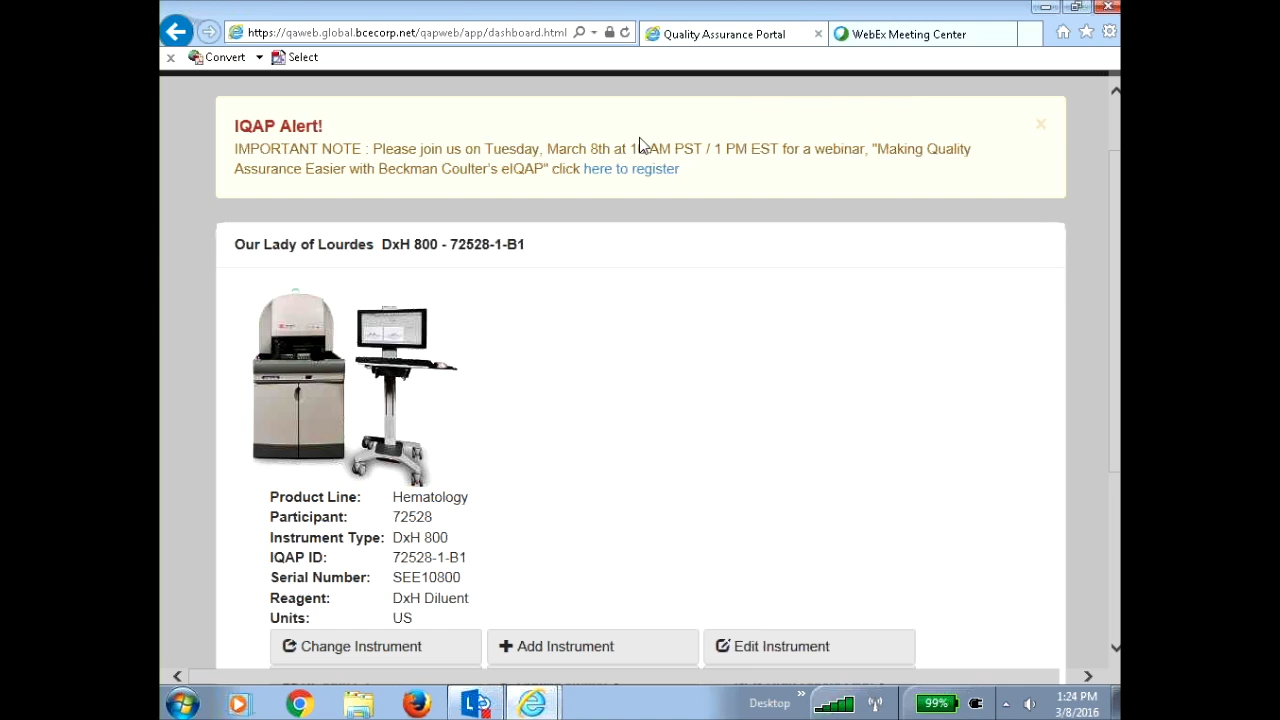 https://qaweb.global.bcecorp.net/qapweb/app/dashboard.html
Quality Assurance Portal
WebEx Meeting Center
x Convert Select
IQAP Alert!
IMPORTANT NOTE : Please join us on Tuesday, March 8th at AM PST / 1 PM EST for a webinar, "Making Quality
Assurance Easier with Beckman Coulter's eIQAP" click here to register
Our Lady of Lourdes DxH 800 - 72528-1-B1
Product Line: Hematology
Participant: 72528
Instrument Type: DxH 800
IQAP ID: 72528-1-B1
Serial Number: SEE10800
Reagent: DxH Diluent
Units: US
Change Instrument
Add Instrument
Edit Instrument
Desktop
99%
1:24 PM
3/8/2016